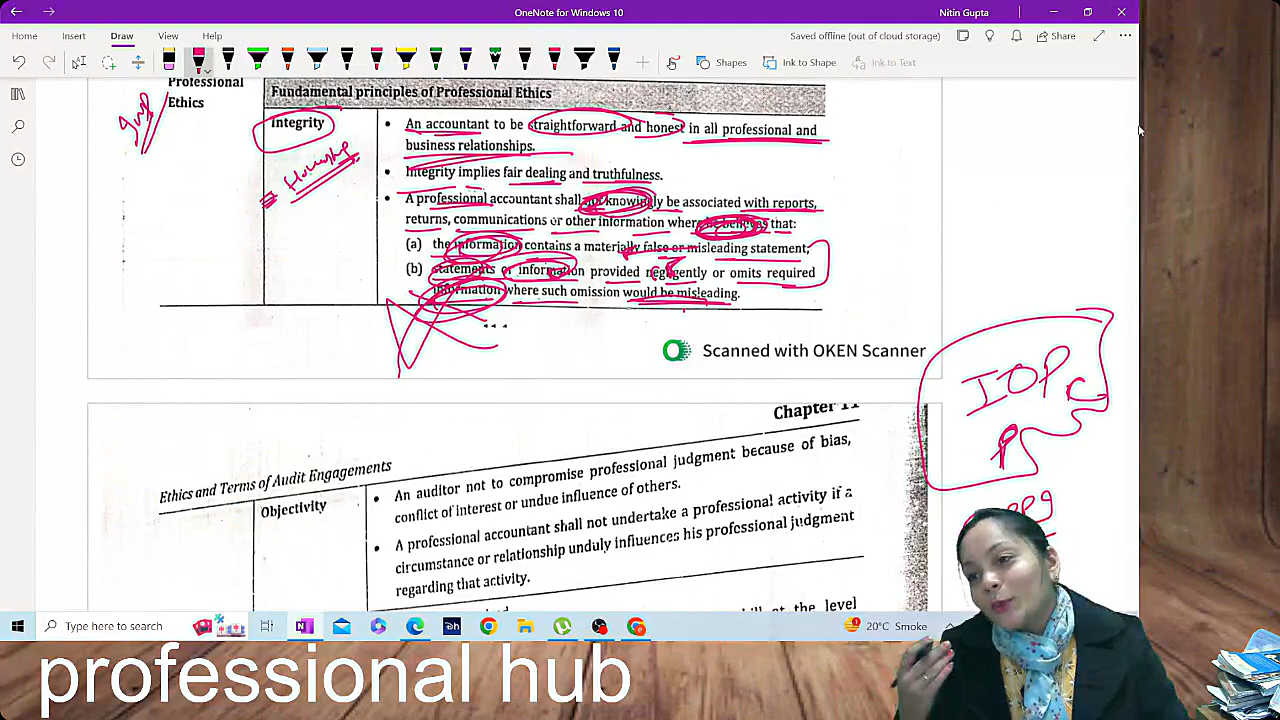 OneNote for Windows 10
Nitin Gupta
Home Insert Draw View Help
Saved offline (out of cloud storage)
Share
Shapes
Ink to Shape
Ink to Text
Professional
Ethics
Imp
Fundamental principles of Professional Ethics
Integrity
• An accountant to be straightforward and honest in all professional and
business relationships.
• Integrity implies fair dealing and truthfulness.
• A professional accountant shall not knowingly be associated with reports,
returns, communications or other information where he believes that:
(a) the information contains a materially false or misleading statement;
(b) statements or information provided negligently or omits required
information where such omission would be misleading.
Scanned with OKEN Scanner
IOPC
P
Chapter 11
Ethics and Terms of Audit Engagements
Objectivity
• An auditor not to compromise professional judgment because of bias,
conflict of interest or undue influence of others.
• A professional accountant shall not undertake a professional activity if a
circumstance or relationship unduly influences his professional judgment
regarding that activity.
at the level
Type here to search
20°C Smoke
professional hub